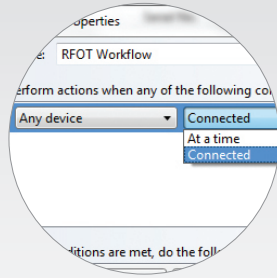 operties
e: RFOT Workflow
erform actions when any of the following co
Any device Connected
At a time
Connected
ditions are met, do the foll